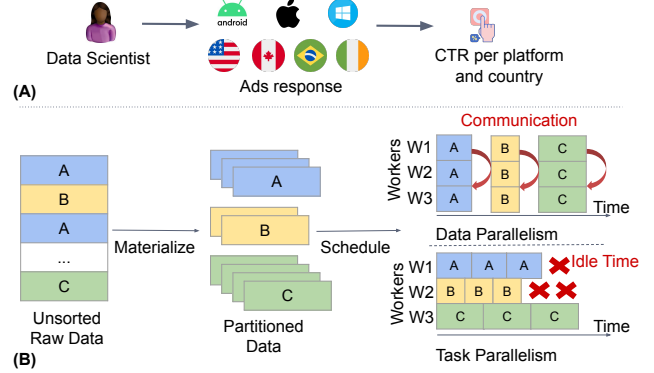 android
Data Scientist
Ads response
CTR per platform
and country
(A)
Communication
A
B
A
...
C
Unsorted
Raw Data
Materialize
A
B
C
Partitioned
Data
Schedule
Workers
W1
W2
W3
A
B
C
A
B
C
A
B
C
Time
Data Parallelism
Workers
W1
A
A
A
Idle Time
W2
B
B
B
W3
C
C
C
Time
Task Parallelism
(B)